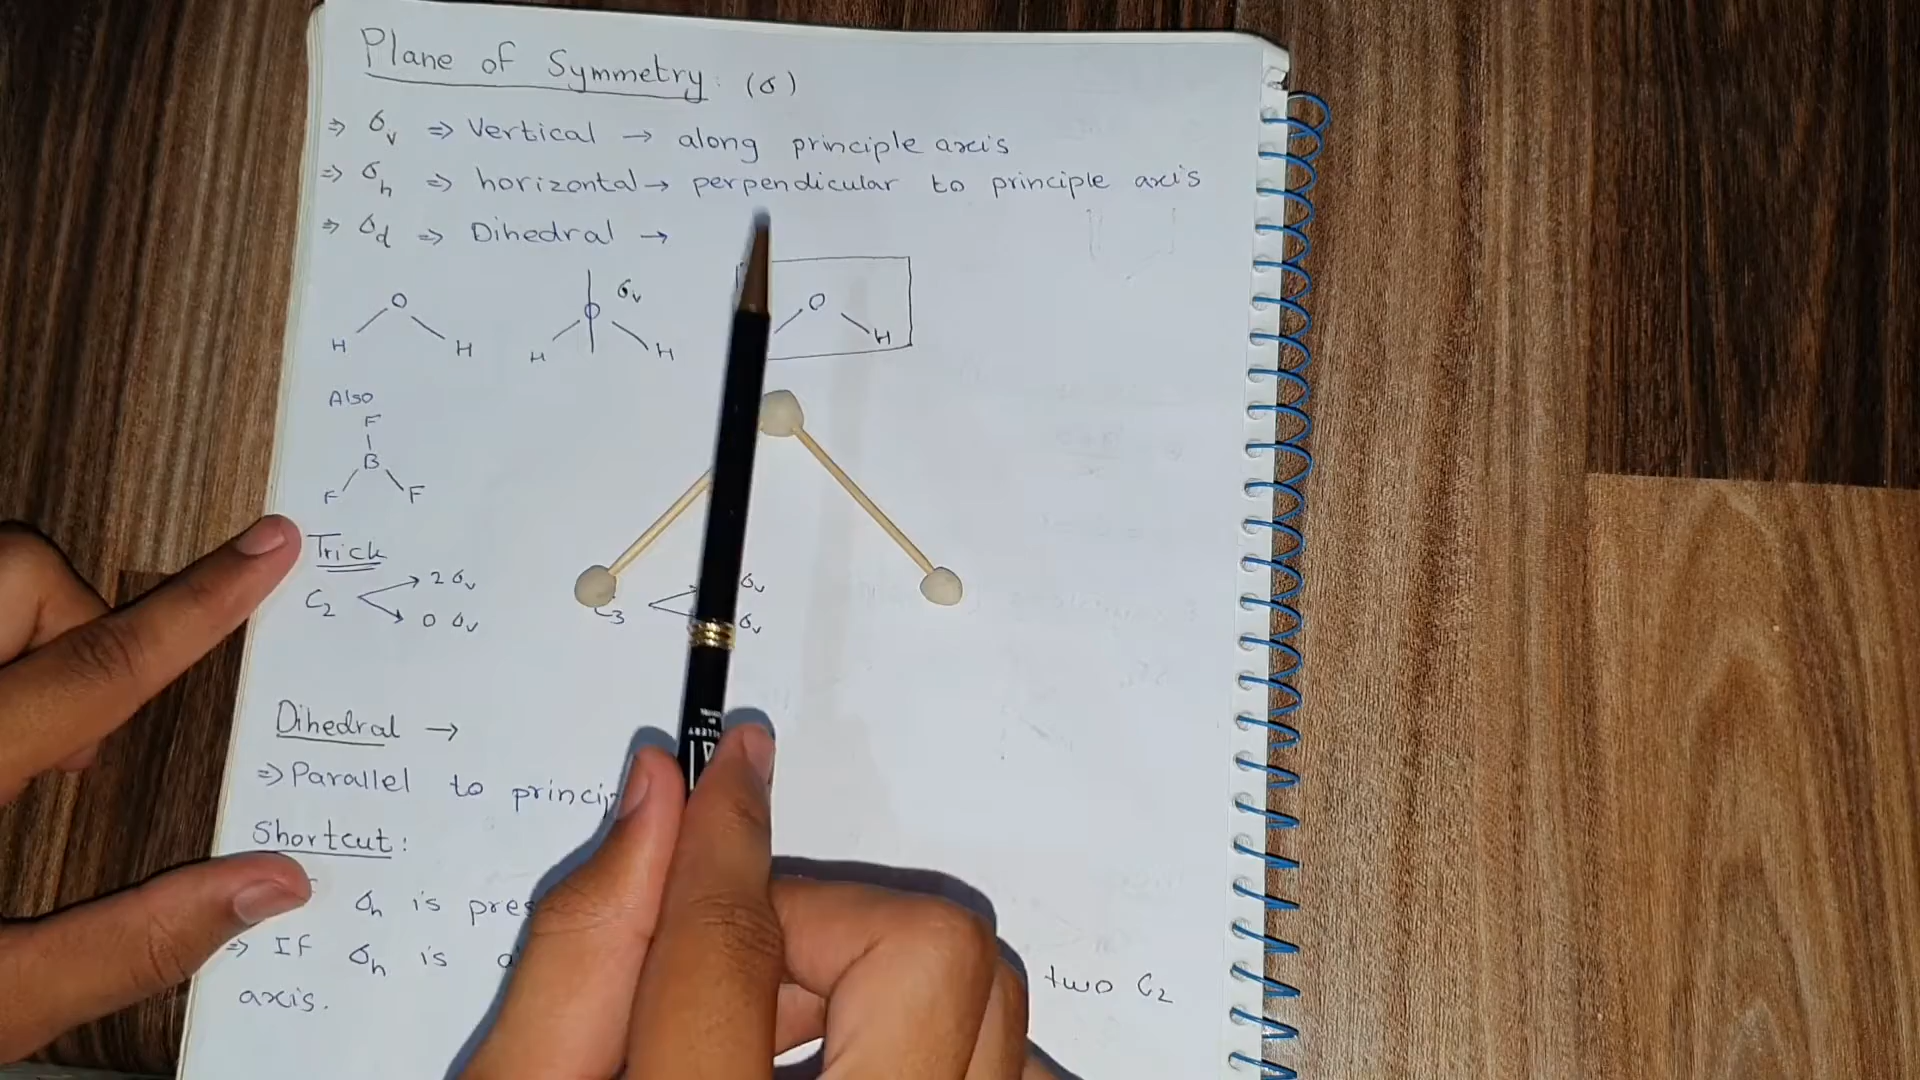 Plane of Symmetry: (σ)
⇒ σv ⇒ Vertical → along principle axis
⇒ σh ⇒ horizontal → perpendicular to principle axis
⇒ σd ⇒ Dihedral →
O
H H
σv
O
H H
O
H
Also
F
B
F F
Trick
C2 → 2 σv
→ 0 σv
C3 σv
σv
Dihedral →
⇒ Parallel to
Shortcut:
σh is
⇒ If σh is two C2
axis.